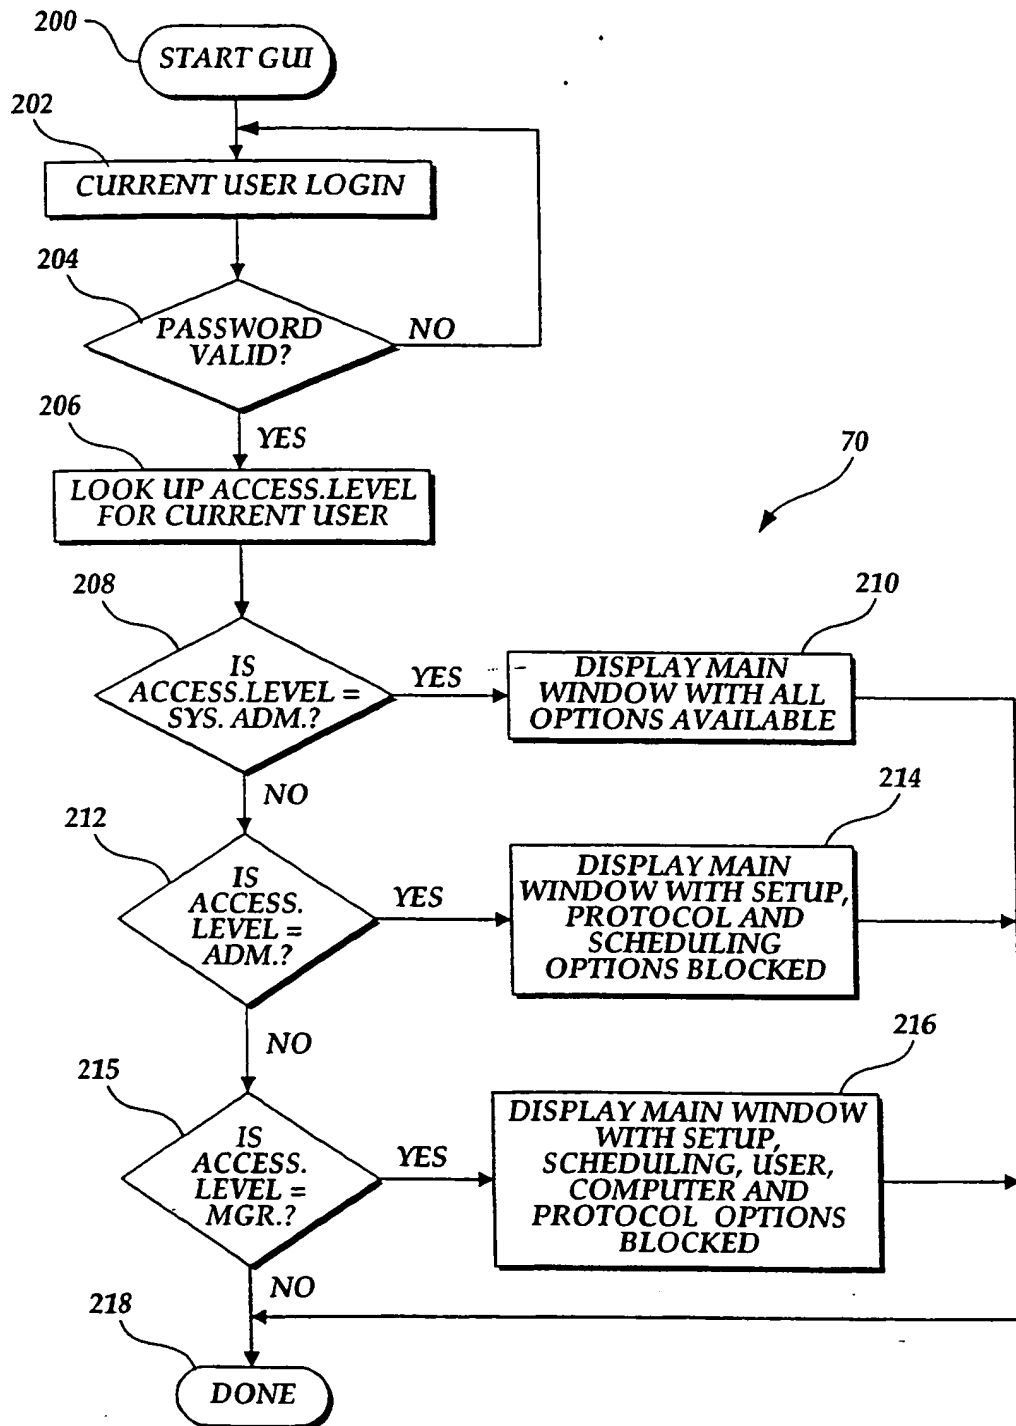 200
START GUI
202
CURRENT USER LOGIN
204
PASSWORD
VALID?
NO
206
YES
LOOK UP ACCESS.LEVEL
FOR CURRENT USER
70
208
IS
ACCESS.LEVEL =
SYS. ADM.?
YES
210
DISPLAY MAIN
WINDOW WITH ALL
OPTIONS AVAILABLE
NO
212
IS
ACCESS.
LEVEL =
ADM.?
YES
214
DISPLAY MAIN
WINDOW WITH SETUP,
PROTOCOL AND
SCHEDULING
OPTIONS BLOCKED
NO
215
IS
ACCESS.
LEVEL =
MGR.?
YES
216
DISPLAY MAIN WINDOW
WITH SETUP,
SCHEDULING, USER,
COMPUTER AND
PROTOCOL OPTIONS
BLOCKED
NO
218
DONE